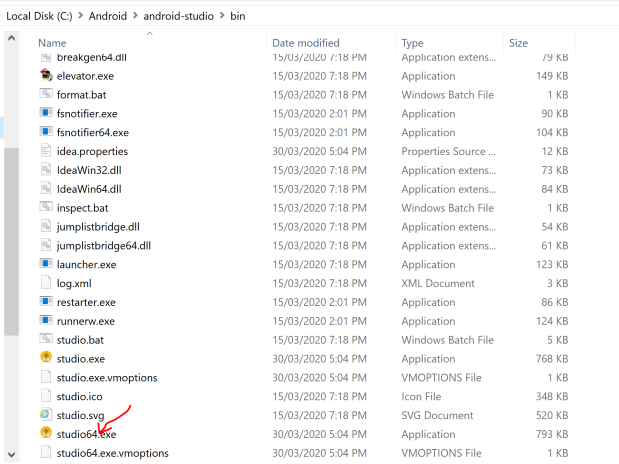 Local Disk (C:) > Android > android-studio > bin
Name Date modified Type Size
breakgen64.dll 15/03/2020 7:18 PM Application extens... 79 KB
elevator.exe 15/03/2020 7:18 PM Application 149 KB
format.bat 15/03/2020 7:18 PM Windows Batch File 1 KB
fsnotifier.exe 15/03/2020 2:01 PM Application 90 KB
fsnotifier64.exe 15/03/2020 2:01 PM Application 104 KB
idea.properties 30/03/2020 5:04 PM Properties Source ... 12 KB
IdeaWin32.dll 15/03/2020 7:18 PM Application extens... 73 KB
IdeaWin64.dll 15/03/2020 7:18 PM Application extens... 84 KB
inspect.bat 15/03/2020 7:18 PM Windows Batch File 1 KB
jumplistbridge.dll 15/03/2020 7:18 PM Application extens... 54 KB
jumplistbridge64.dll 15/03/2020 7:18 PM Application extens... 61 KB
launcher.exe 15/03/2020 7:18 PM Application 123 KB
log.xml 15/03/2020 7:18 PM XML Document 3 KB
restarter.exe 15/03/2020 2:01 PM Application 86 KB
runnerw.exe 15/03/2020 2:01 PM Application 124 KB
studio.bat 15/03/2020 7:18 PM Windows Batch File 5 KB
studio.exe 30/03/2020 5:04 PM Application 768 KB
studio.exe.vmoptions 30/03/2020 5:04 PM VMOPTIONS File 1 KB
studio.ico 15/03/2020 7:18 PM Icon File 348 KB
studio.svg 15/03/2020 7:18 PM SVG Document 520 KB
studio64.exe 30/03/2020 5:04 PM Application 793 KB
studio64.exe.vmoptions 30/03/2020 5:04 PM VMOPTIONS File 1 KB